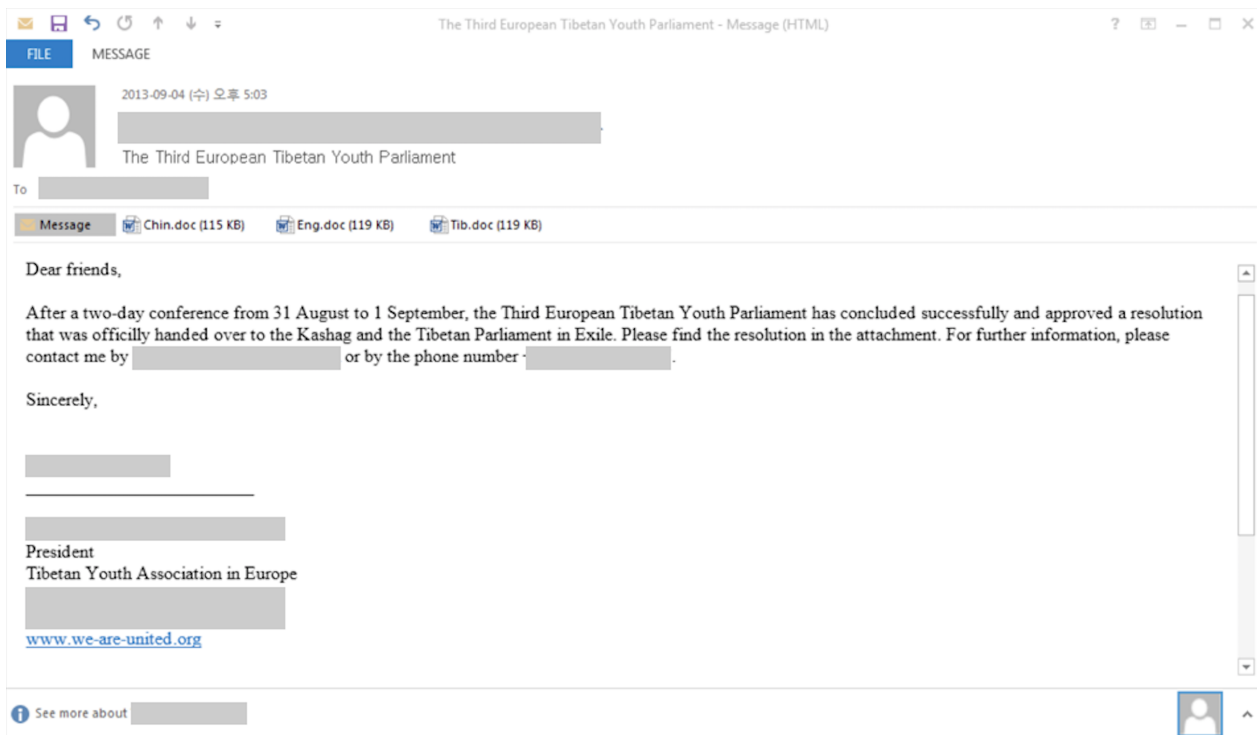 The Third European Tibetan Youth Parliament - Message (HTML)
FILE MESSAGE
2013-09-04 (수) 오후 5:03
The Third European Tibetan Youth Parliament
To
Message Chin.doc (115 KB) Eng.doc (119 KB) Tib.doc (119 KB)
Dear friends,
After a two-day conference from 31 August to 1 September, the Third European Tibetan Youth Parliament has concluded successfully and approved a resolution
that was officilly handed over to the Kashag and the Tibetan Parliament in Exile. Please find the resolution in the attachment. For further information, please
contact me by or by the phone number .
Sincerely,
President
Tibetan Youth Association in Europe
www.we-are-united.org
See more about